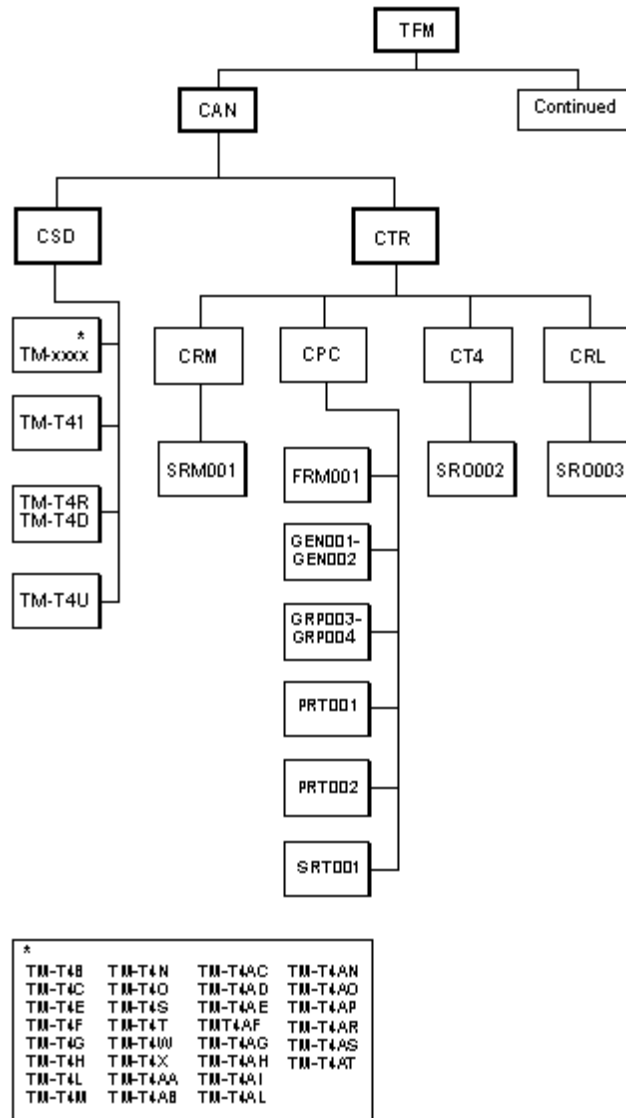 TFM
CAN
Continued
CSD
CTR
*
TM-xxxx
CRM
CPC
CT4
CRL
TM-T41
SRM001
FRM001
SRO002
SRO003
TM-T4R
TM-T4D
GEN001-
GEN002
TM-T4U
GRP003-
GRP004
PRT001
PRT002
SRT001
*
TM-T4B TM-T4N TM-T4AC TM-T4AN
TM-T4C TM-T4O TM-T4AD TM-T4AO
TM-T4E TM-T4S TM-T4AE TM-T4AP
TM-T4F TM-T4T TMT4AF TM-T4AR
TM-T4G TM-T4W TM-T4AG TM-T4AS
TM-T4H TM-T4X TM-T4AH TM-T4AT
TM-T4L TM-T4AA TM-T4AI
TM-T4M TM-T4AB TM-T4AL